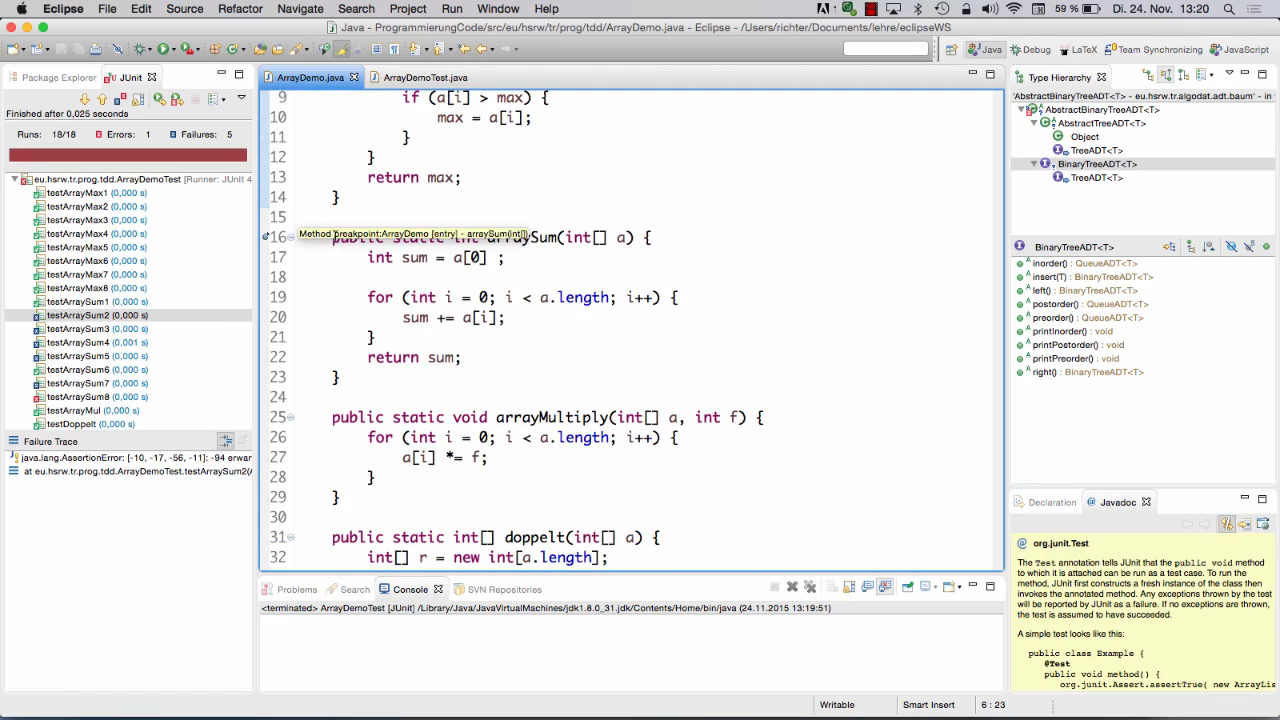 Eclipse File Edit Source Refactor Navigate Search Project Run Window Help 59 % Di. 24. Nov. 13:20
Java - ProgrammingCode/src/eu/hsrw/tr/prog/tdd/ArrayDemo.java - Eclipse - /Users/richter/Documents/lehre/eclipseWS
Java Debug LaTeX Team Synchronizing JavaScript
Package Explorer JUnit
Finished after 0,025 seconds
Runs: 18/18 Errors: 1 Failures: 5
eu.hsrw.tr.prog.tdd.ArrayDemoTest [Runner: JUnit 4
testArrayMax1 (0,000 s)
testArrayMax2 (0,000 s)
testArrayMax3 (0,000 s)
testArrayMax4 (0,000 s)
testArrayMax5 (0,000 s)
testArrayMax6 (0,000 s)
testArrayMax7 (0,000 s)
testArrayMax8 (0,000 s)
testArraySum1 (0,000 s)
testArraySum2 (0,000 s)
testArraySum3 (0,000 s)
testArraySum4 (0,001 s)
testArraySum5 (0,000 s)
testArraySum6 (0,000 s)
testArraySum7 (0,000 s)
testArraySum8 (0,000 s)
testArrayMul (0,000 s)
testDoppelt (0,000 s)
Failure Trace
java.lang.AssertionError: [-10, -17, -56, -11]: -94 erwar
at eu.hsrw.tr.prog.tdd.ArrayDemoTest.testArraySum2(A
ArrayDemo.java ArrayDemoTest.java
9 if (a[i] > max) {
10 max = a[i];
11 }
12 }
13 return max;
14 }
15
Method breakpoint:ArrayDemo [entry] - arraySum(int[])
16 public static int arraySum(int[] a) {
17 int sum = a[0] ;
18
19 for (int i = 0; i < a.length; i++) {
20 sum += a[i];
21 }
22 return sum;
23 }
24
25 public static void arrayMultiply(int[] a, int f) {
26 for (int i = 0; i < a.length; i++) {
27 a[i] *= f;
28 }
29 }
30
31 public static int[] doppelt(int[] a) {
32 int[] r = new int[a.length];
Problems Search Console SVN Repositories
<terminated> ArrayDemoTest [JUnit] /Library/Java/JavaVirtualMachines/jdk1.8.0_31.jdk/Contents/Home/bin/java (24.11.2015 13:19:51)
Type Hierarchy
'AbstractBinaryTreeADT<T>' - eu.hsrw.algodat.adt.baum' - in
AbstractBinaryTreeADT<T>
AbstractTreeADT<T>
Object
TreeADT<T>
BinaryTreeADT<T>
TreeADT<T>
BinaryTreeADT<T>
inorder() : QueueADT<T>
insert(T) : BinaryTreeADT<T>
left() : BinaryTreeADT<T>
postorder() : QueueADT<T>
preorder() : QueueADT<T>
printInorder() : void
printPostorder() : void
printPreorder() : void
right() : BinaryTreeADT<T>
Declaration Javadoc
@ org.junit.Test
The Test annotation tells JUnit that the public void method
to which it is attached can be run as a test case. To run the
method, JUnit first constructs a fresh instance of the class then
invokes the annotated method. Any exceptions thrown by the test
will be reported by JUnit as a failure. If no exceptions are thrown,
the test is assumed to have succeeded.
A simple test looks like this:
public class Example {
@Test
public void method() {
org.junit.Assert.assertTrue( new ArrayLis
Writable Smart Insert 6 : 23